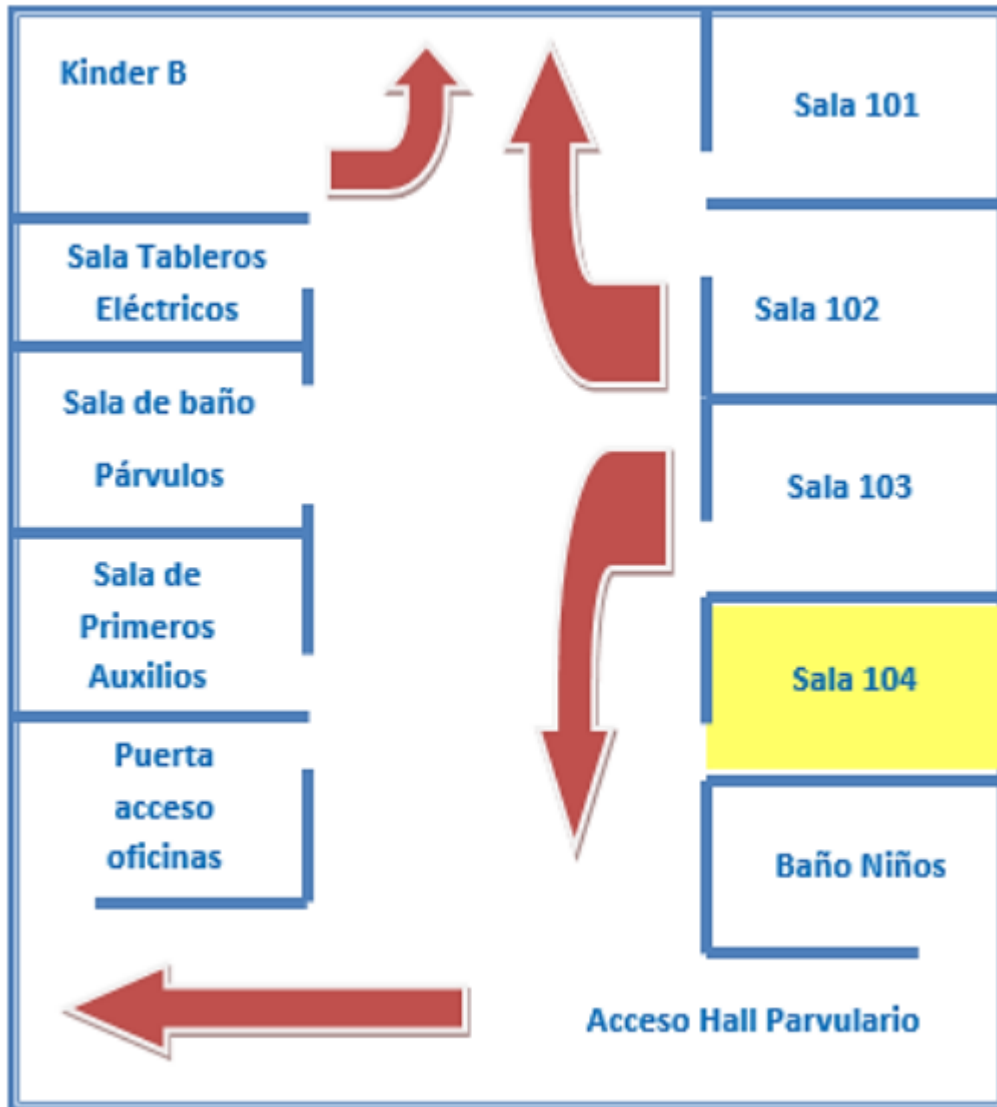 Kinder B
Sala Tableros
Eléctricos
Sala de baño
Párvulos
Sala de
Primeros
Auxilios
Puerta
acceso
oficinas
Sala 101
Sala 102
Sala 103
Sala 104
Baño Niños
Acceso Hall Parvulario